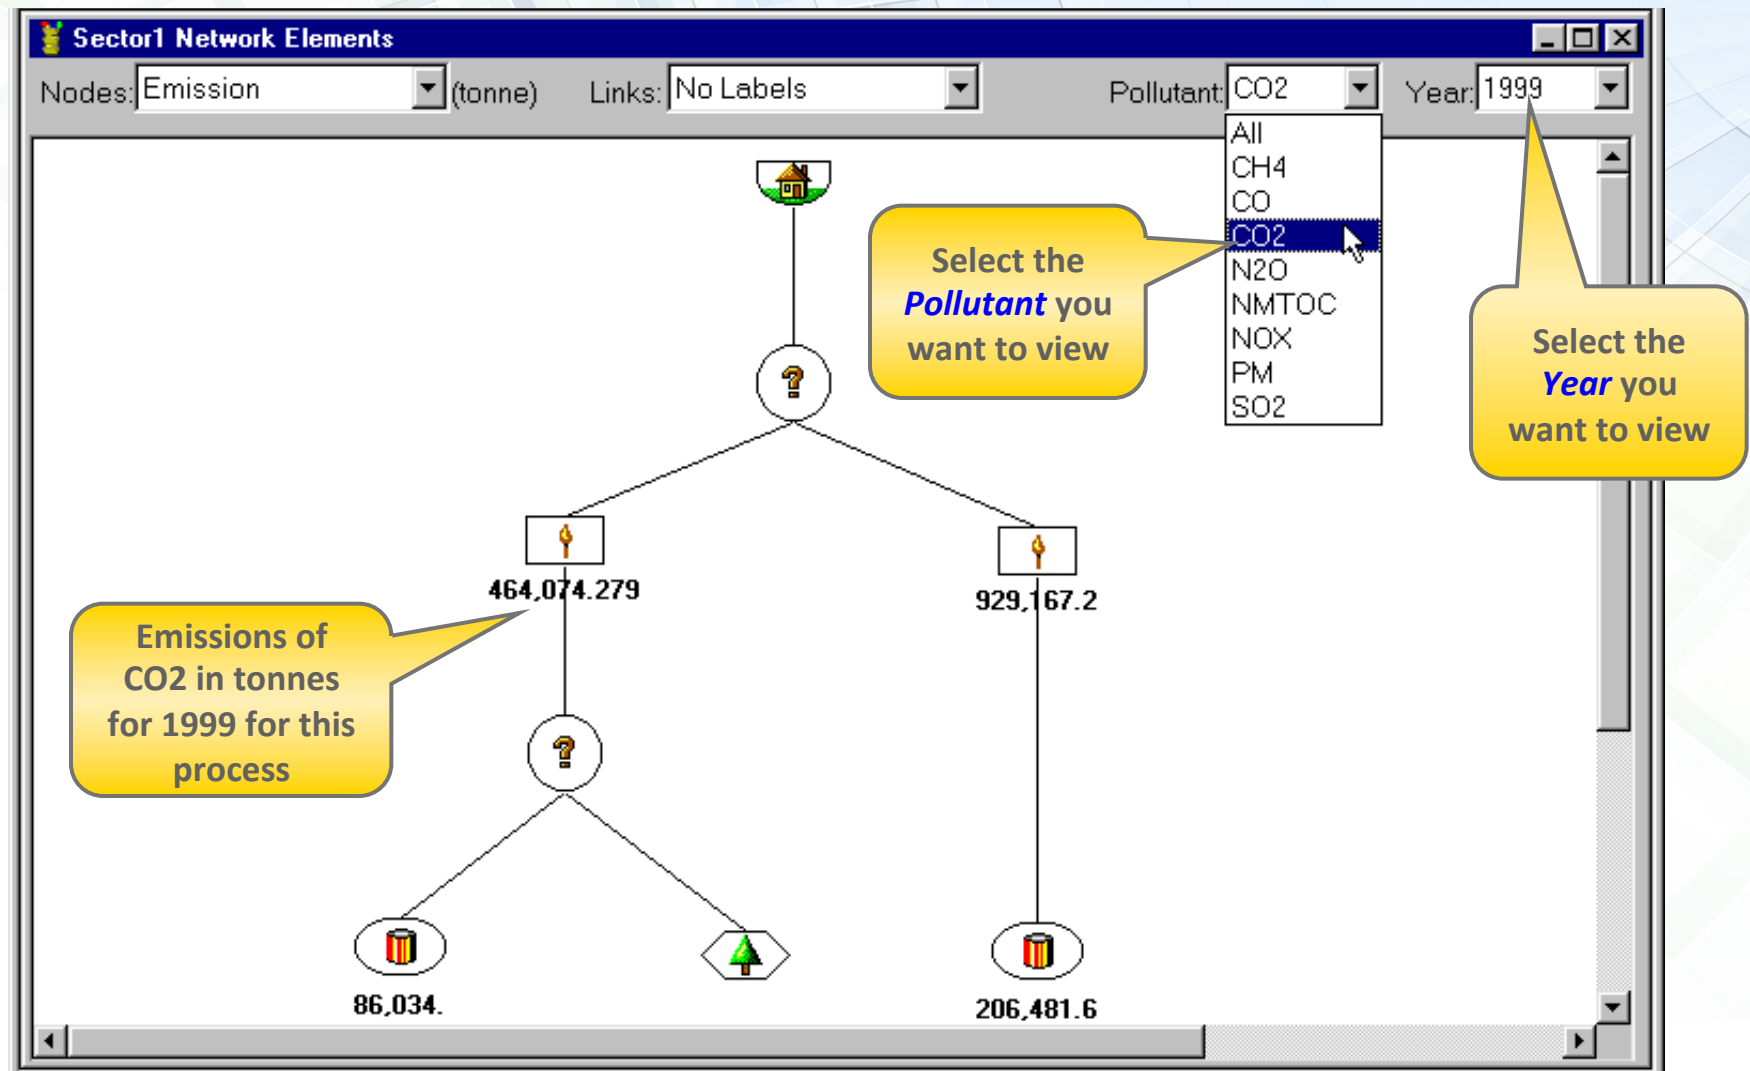 Sector1 Network Elements
Nodes: Emission (tonne) Links: No Labels Pollutant: CO2 Year: 1999
All
CH4
CO
CO2
N2O
NMTOC
NOX
PM
SO2
Select the
Pollutant you
want to view
Select the
Year you
want to view
464,074.279
929,167.2
Emissions of
CO2 in tonnes
for 1999 for this
process
86,034.
206,481.6